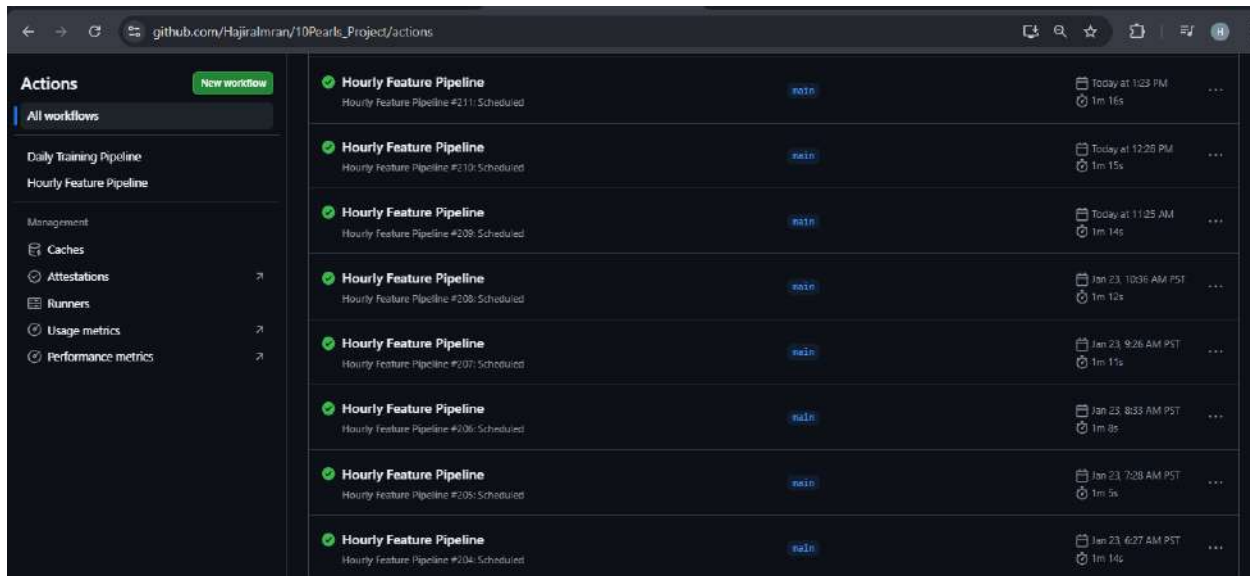 github.com/HajiraImran/10Pearls_Project/actions
H
Actions
New workflow
All workflows
Daily Training Pipeline
Hourly Feature Pipeline
Management
Caches
Attestations
Runners
Usage metrics
Performance metrics
Hourly Feature Pipeline
Hourly Feature Pipeline #211: Scheduled
main
Today at 1:23 PM
1m 16s
Hourly Feature Pipeline
Hourly Feature Pipeline #210: Scheduled
main
Today at 12:28 PM
1m 15s
Hourly Feature Pipeline
Hourly Feature Pipeline #209: Scheduled
main
Today at 11:25 AM
1m 14s
Hourly Feature Pipeline
Hourly Feature Pipeline #208: Scheduled
main
Jan 23, 10:36 AM PST
1m 12s
Hourly Feature Pipeline
Hourly Feature Pipeline #207: Scheduled
main
Jan 23, 9:26 AM PST
1m 11s
Hourly Feature Pipeline
Hourly Feature Pipeline #206: Scheduled
main
Jan 23, 8:33 AM PST
1m 8s
Hourly Feature Pipeline
Hourly Feature Pipeline #205: Scheduled
main
Jan 23, 7:28 AM PST
1m 5s
Hourly Feature Pipeline
Hourly Feature Pipeline #204: Scheduled
main
Jan 23, 6:27 AM PST
1m 14s